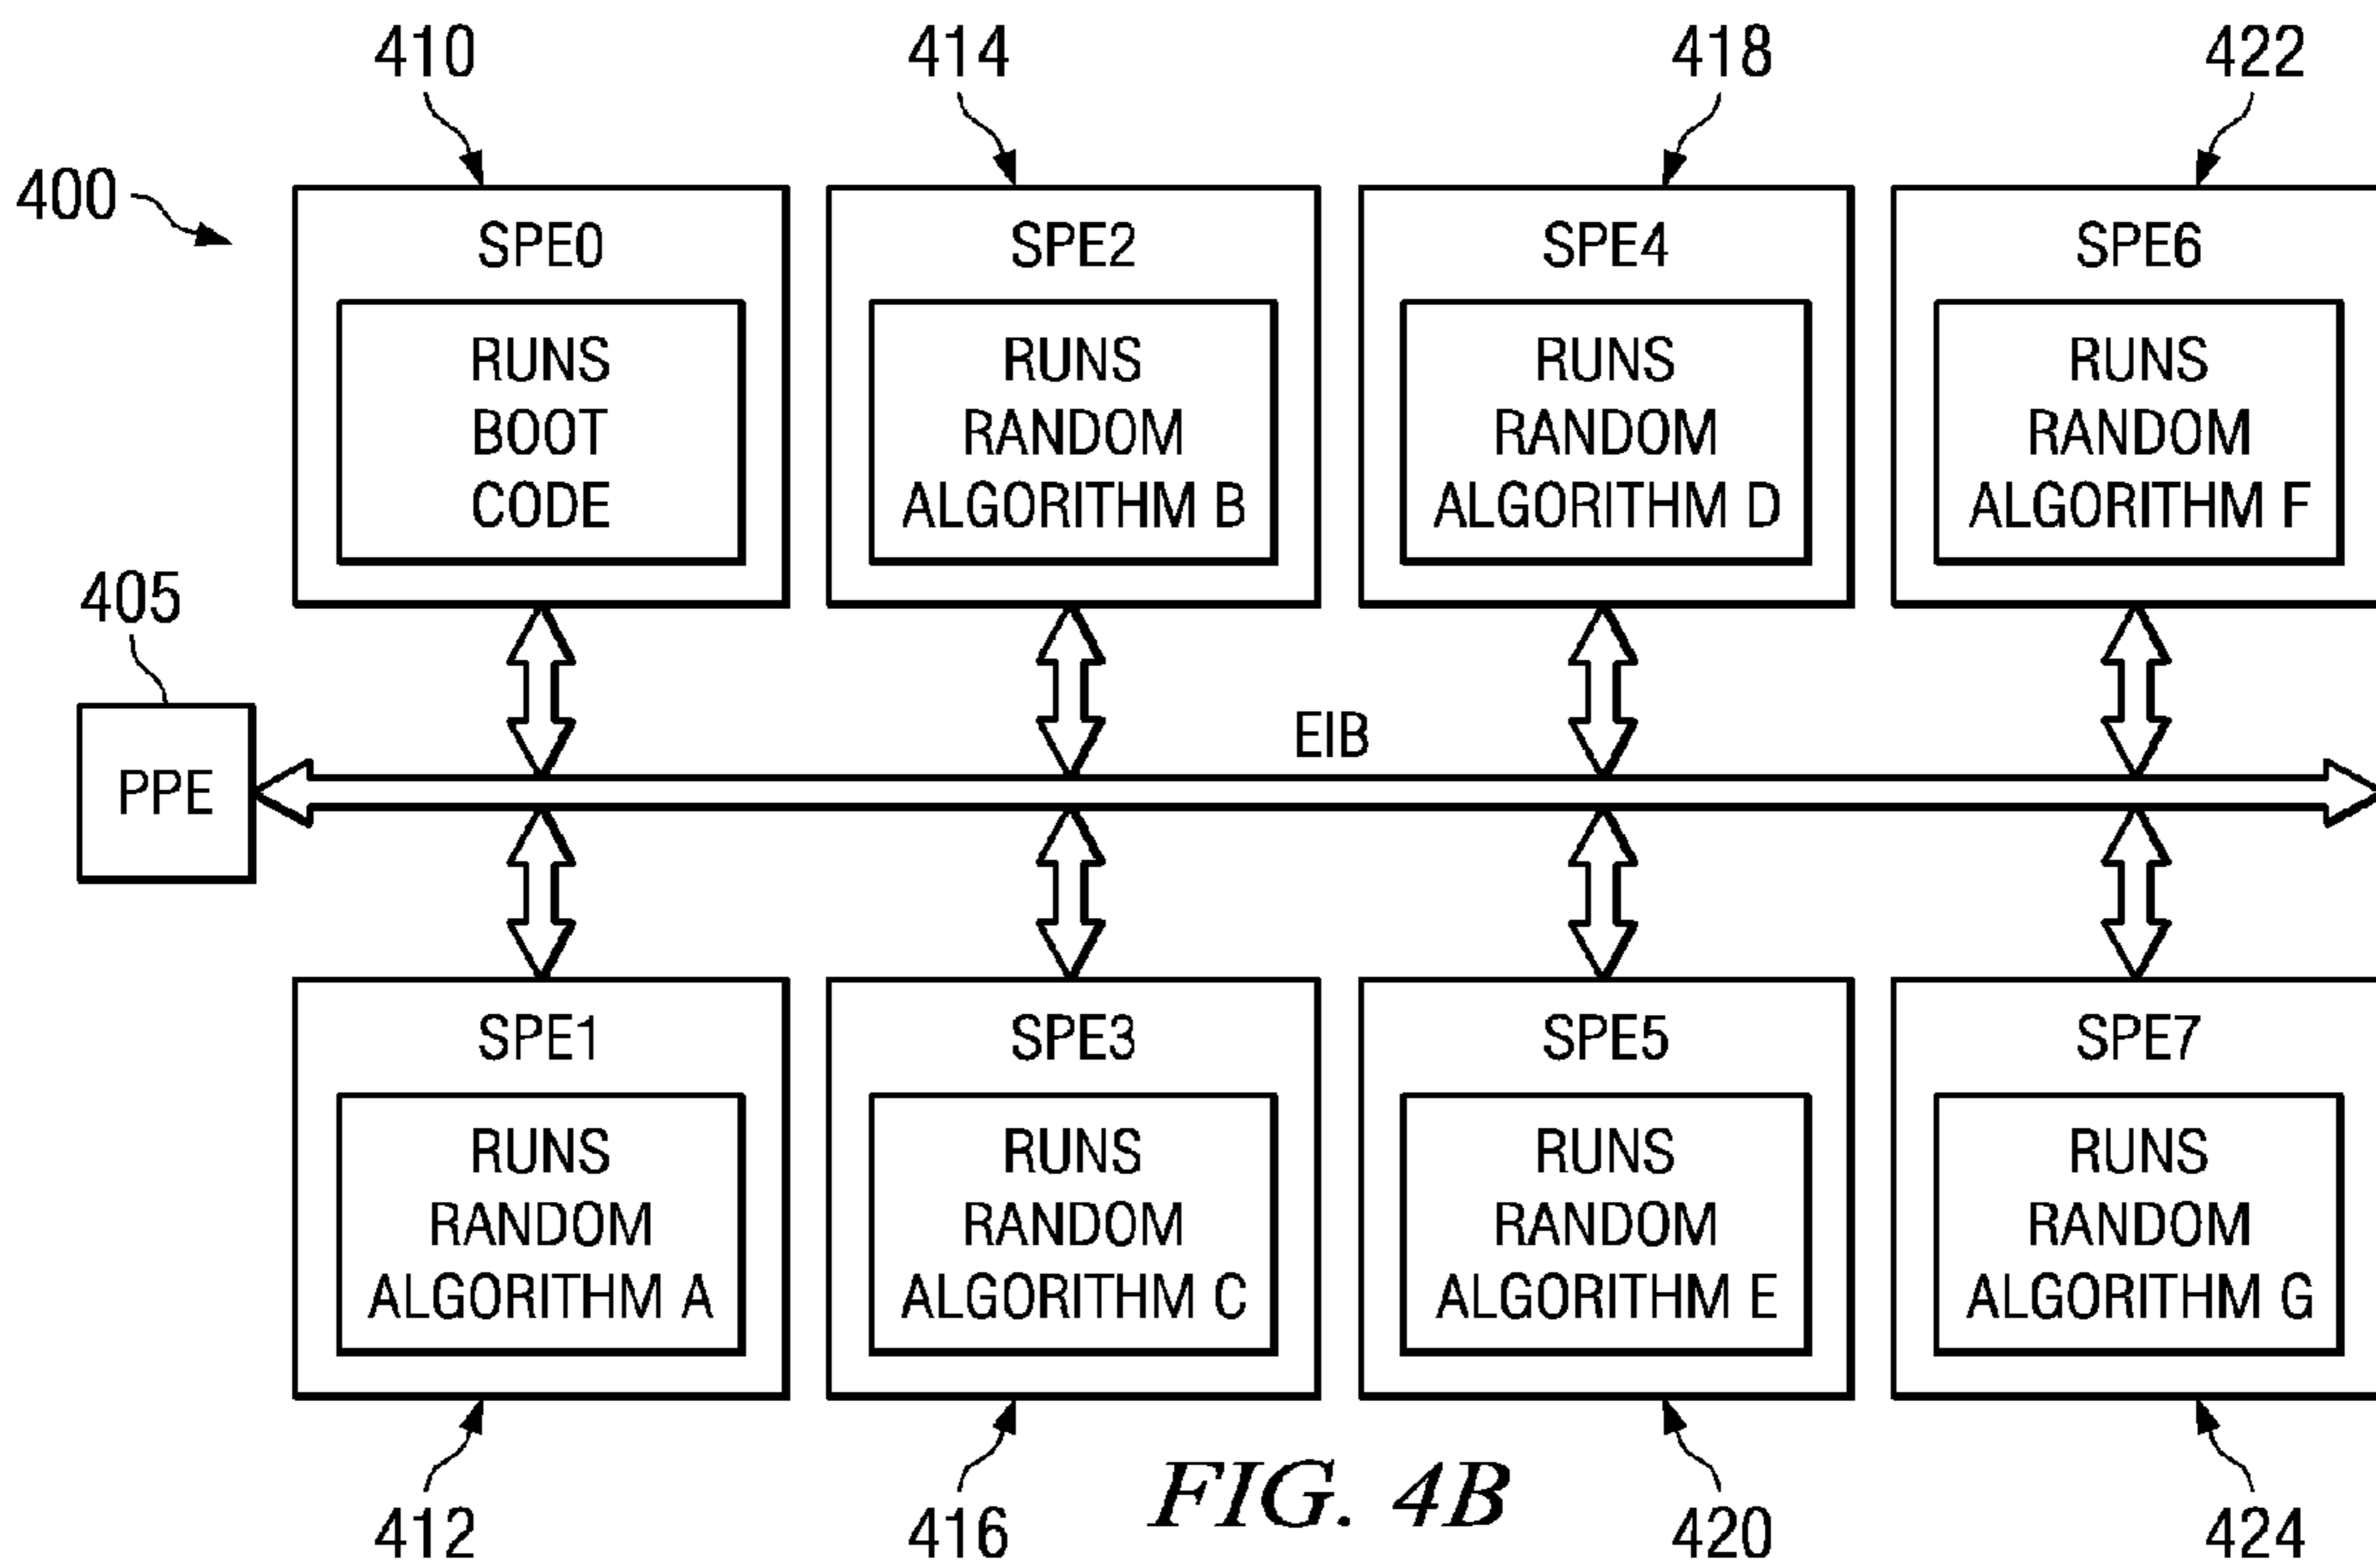 410
414
418
422
400
SPE0
RUNS
BOOT
CODE
SPE2
RUNS
RANDOM
ALGORITHM B
SPE4
RUNS
RANDOM
ALGORITHM D
SPE6
RUNS
RANDOM
ALGORITHM F
405
PPE
EIB
SPE1
RUNS
RANDOM
ALGORITHM A
SPE3
RUNS
RANDOM
ALGORITHM C
SPE5
RUNS
RANDOM
ALGORITHM E
SPE7
RUNS
RANDOM
ALGORITHM G
412
416
FIG. 4B
420
424